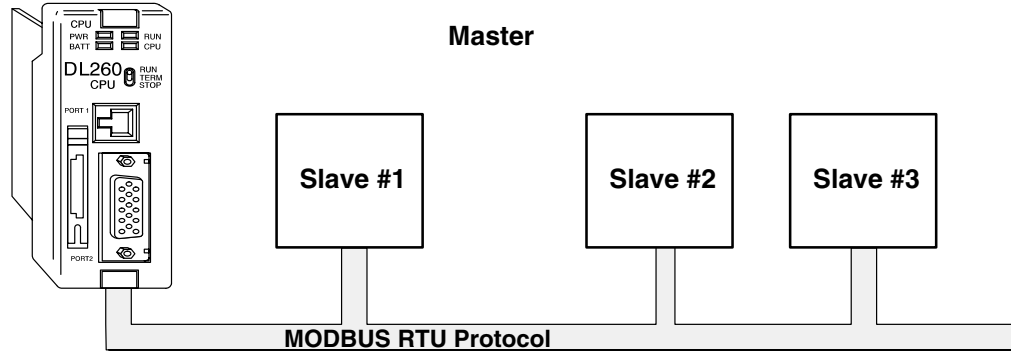 CPU
PWR RUN
BATT CPU
Master
DL260
CPU
RUN
TERM
STOP
PORT 1
Slave #1
Slave #2
Slave #3
PORT2
MODBUS RTU Protocol